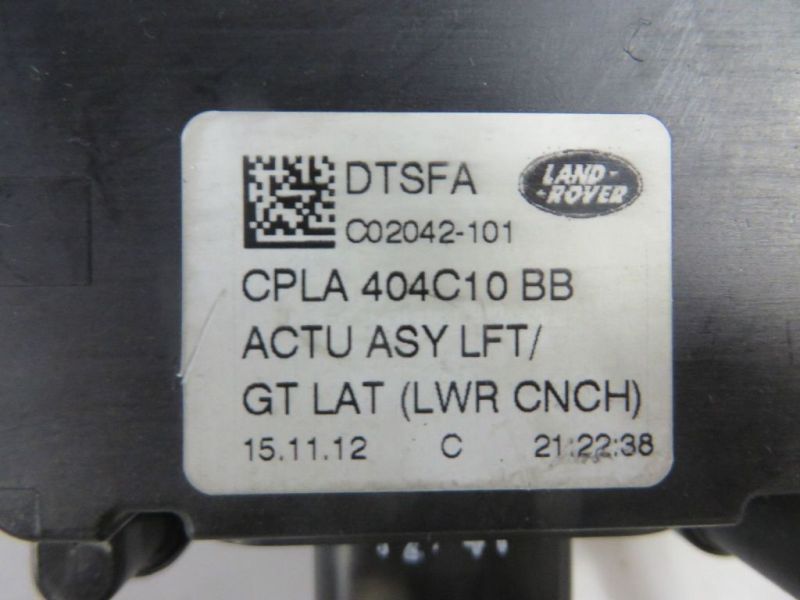 DTSFA
LAND-
-ROVER
C02042-101
CPLA 404C10 BB
ACTU ASY LFT/
GT LAT (LWR CNCH)
15.11.12 C 21:22:38